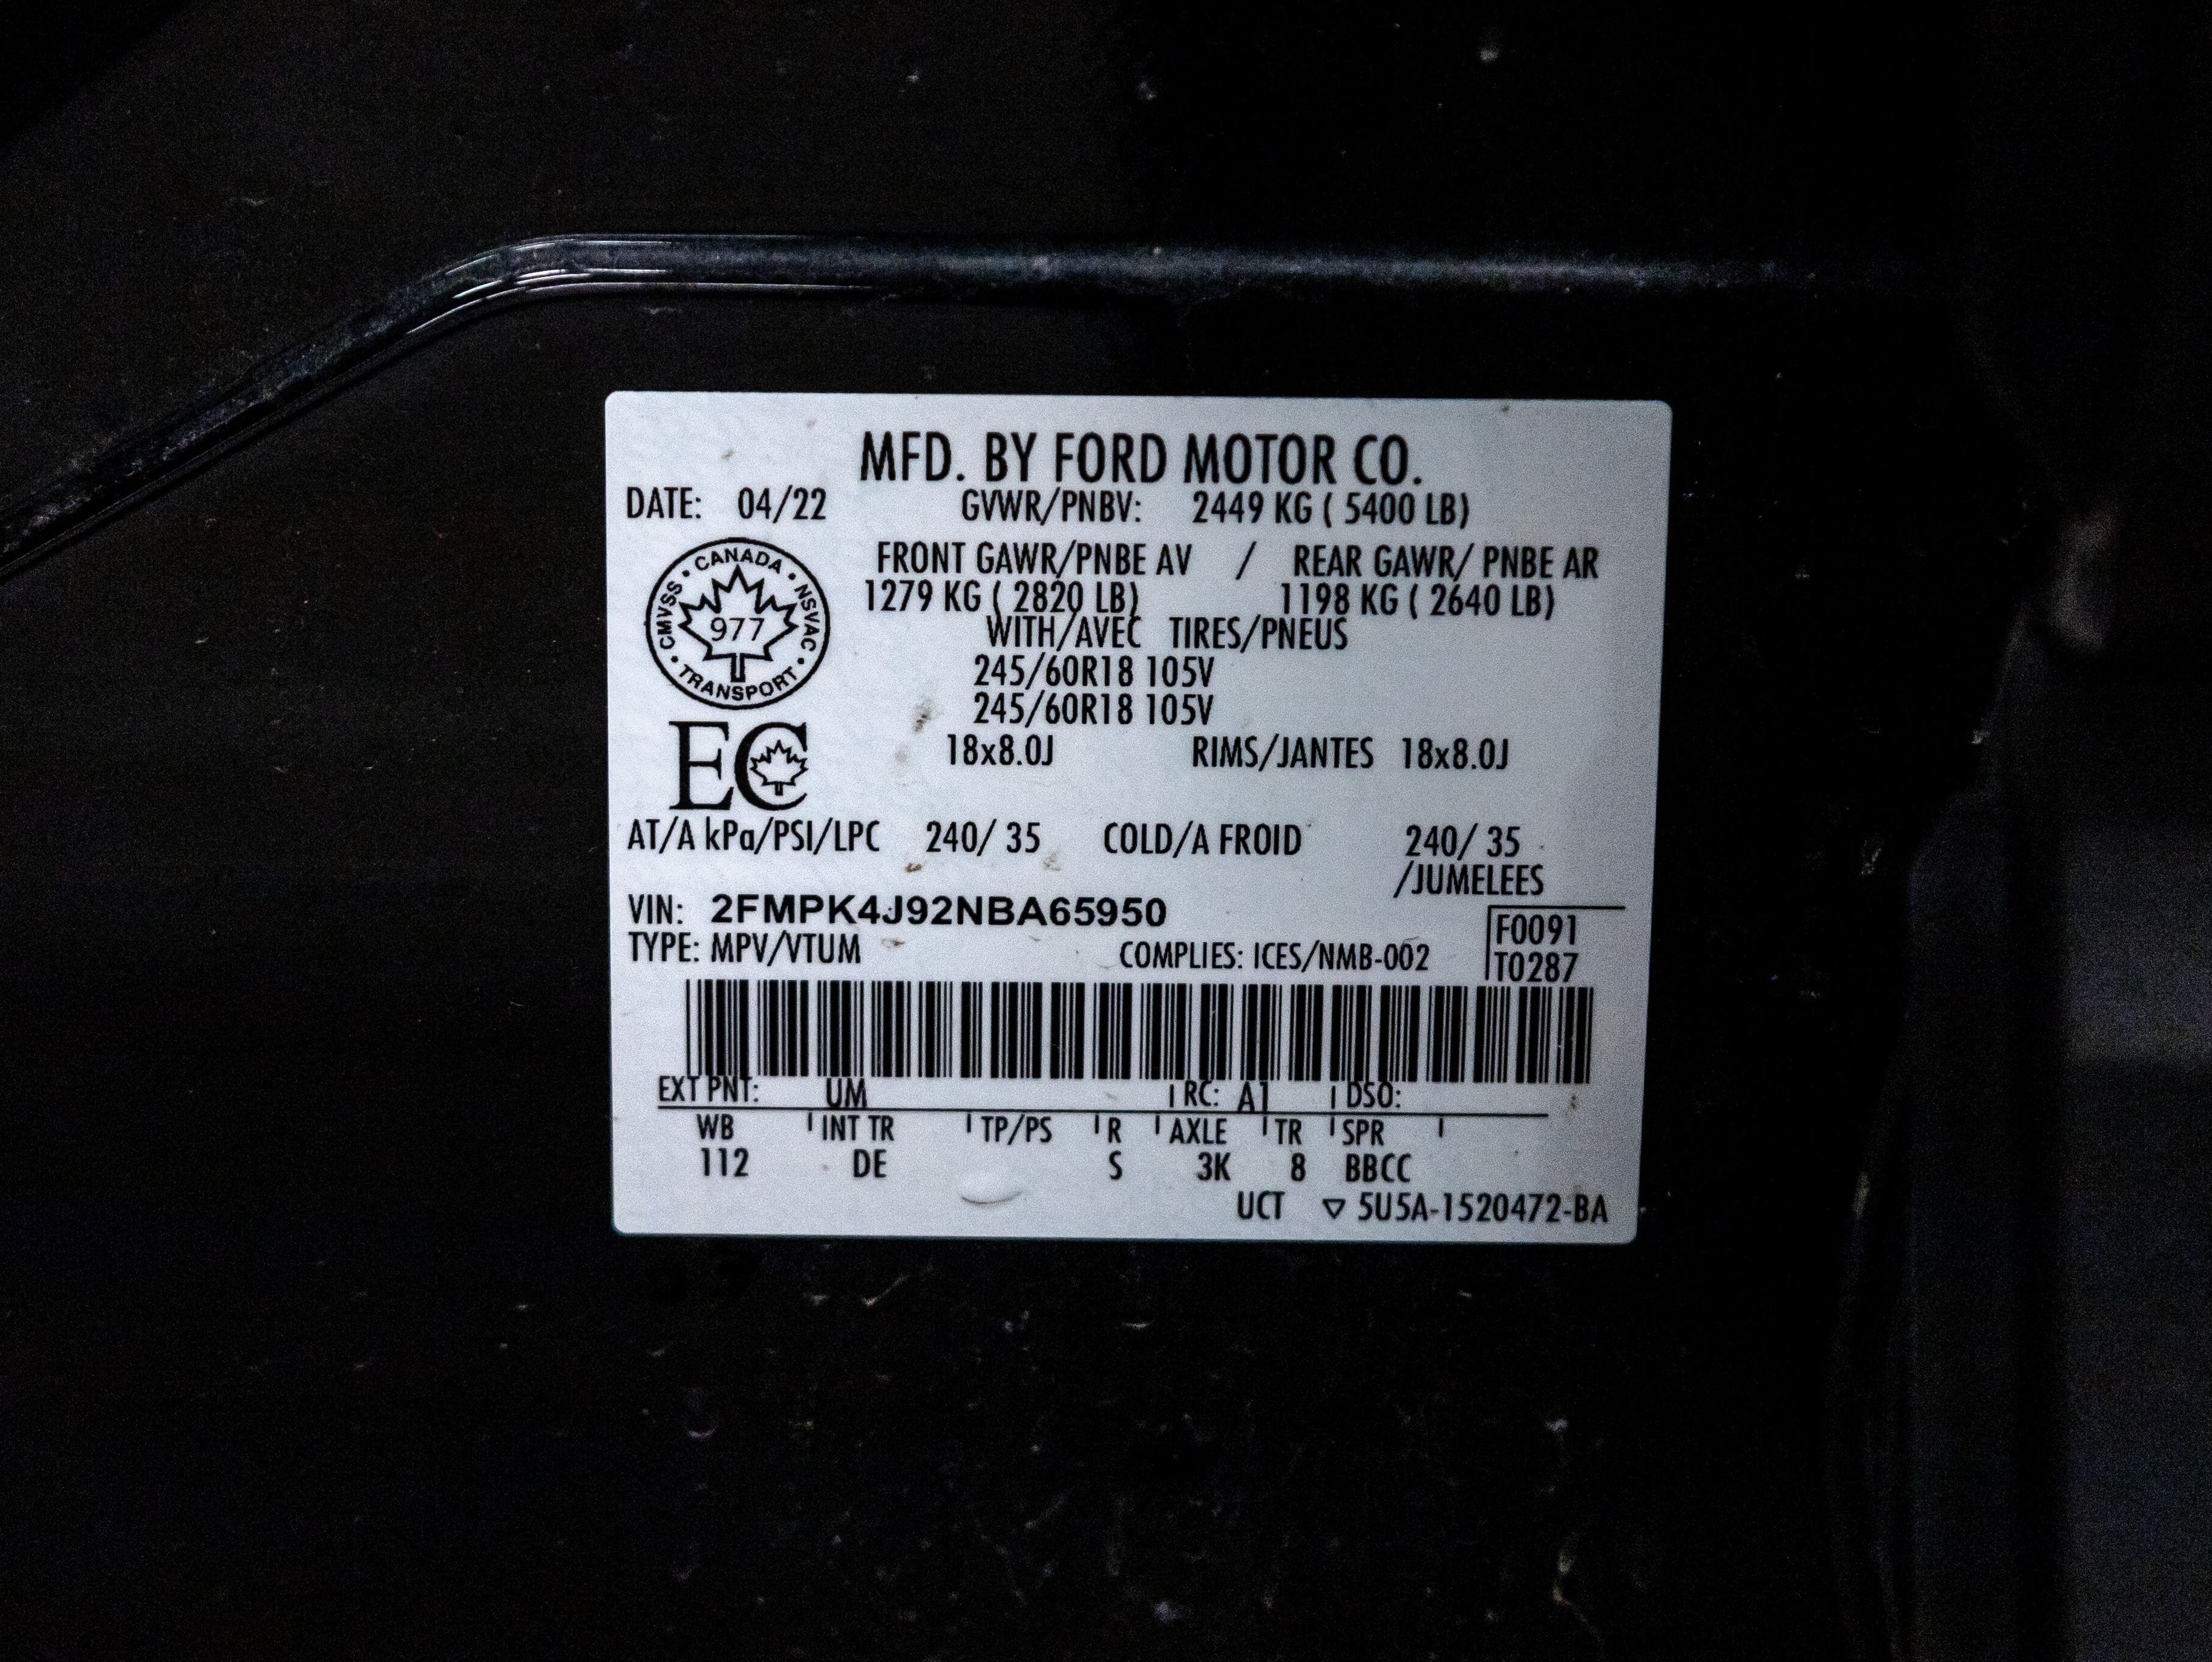 MFD. BY FORD MOTOR CO.
DATE: 04/22 GVWR/PNBV: 2449 KG ( 5400 LB)
FRONT GAWR/PNBE AV / REAR GAWR/ PNBE AR
1279 KG ( 2820 LB) 1198 KG ( 2640 LB)
WITH/AVEC TIRES/PNEUS
245/60R18 105V
245/60R18 105V
18x8.0J RIMS/JANTES 18x8.0J
CANADA • NSVAC • TRANSPORT • CMVSS •
977
EC
AT/A kPa/PSI/LPC 240/ 35 COLD/A FROID 240/ 35
/JUMELEES
VIN: 2FMPK4J92NBA65950
F0091
TYPE: MPV/VTUM COMPLIES: ICES/NMB-002
T0287
EXT PNT: UM RC: A1 DSO:
WB INT TR TP/PS R AXLE TR SPR
112 DE S 3K 8 BBCC
UCT ▽ 5U5A-1520472-BA